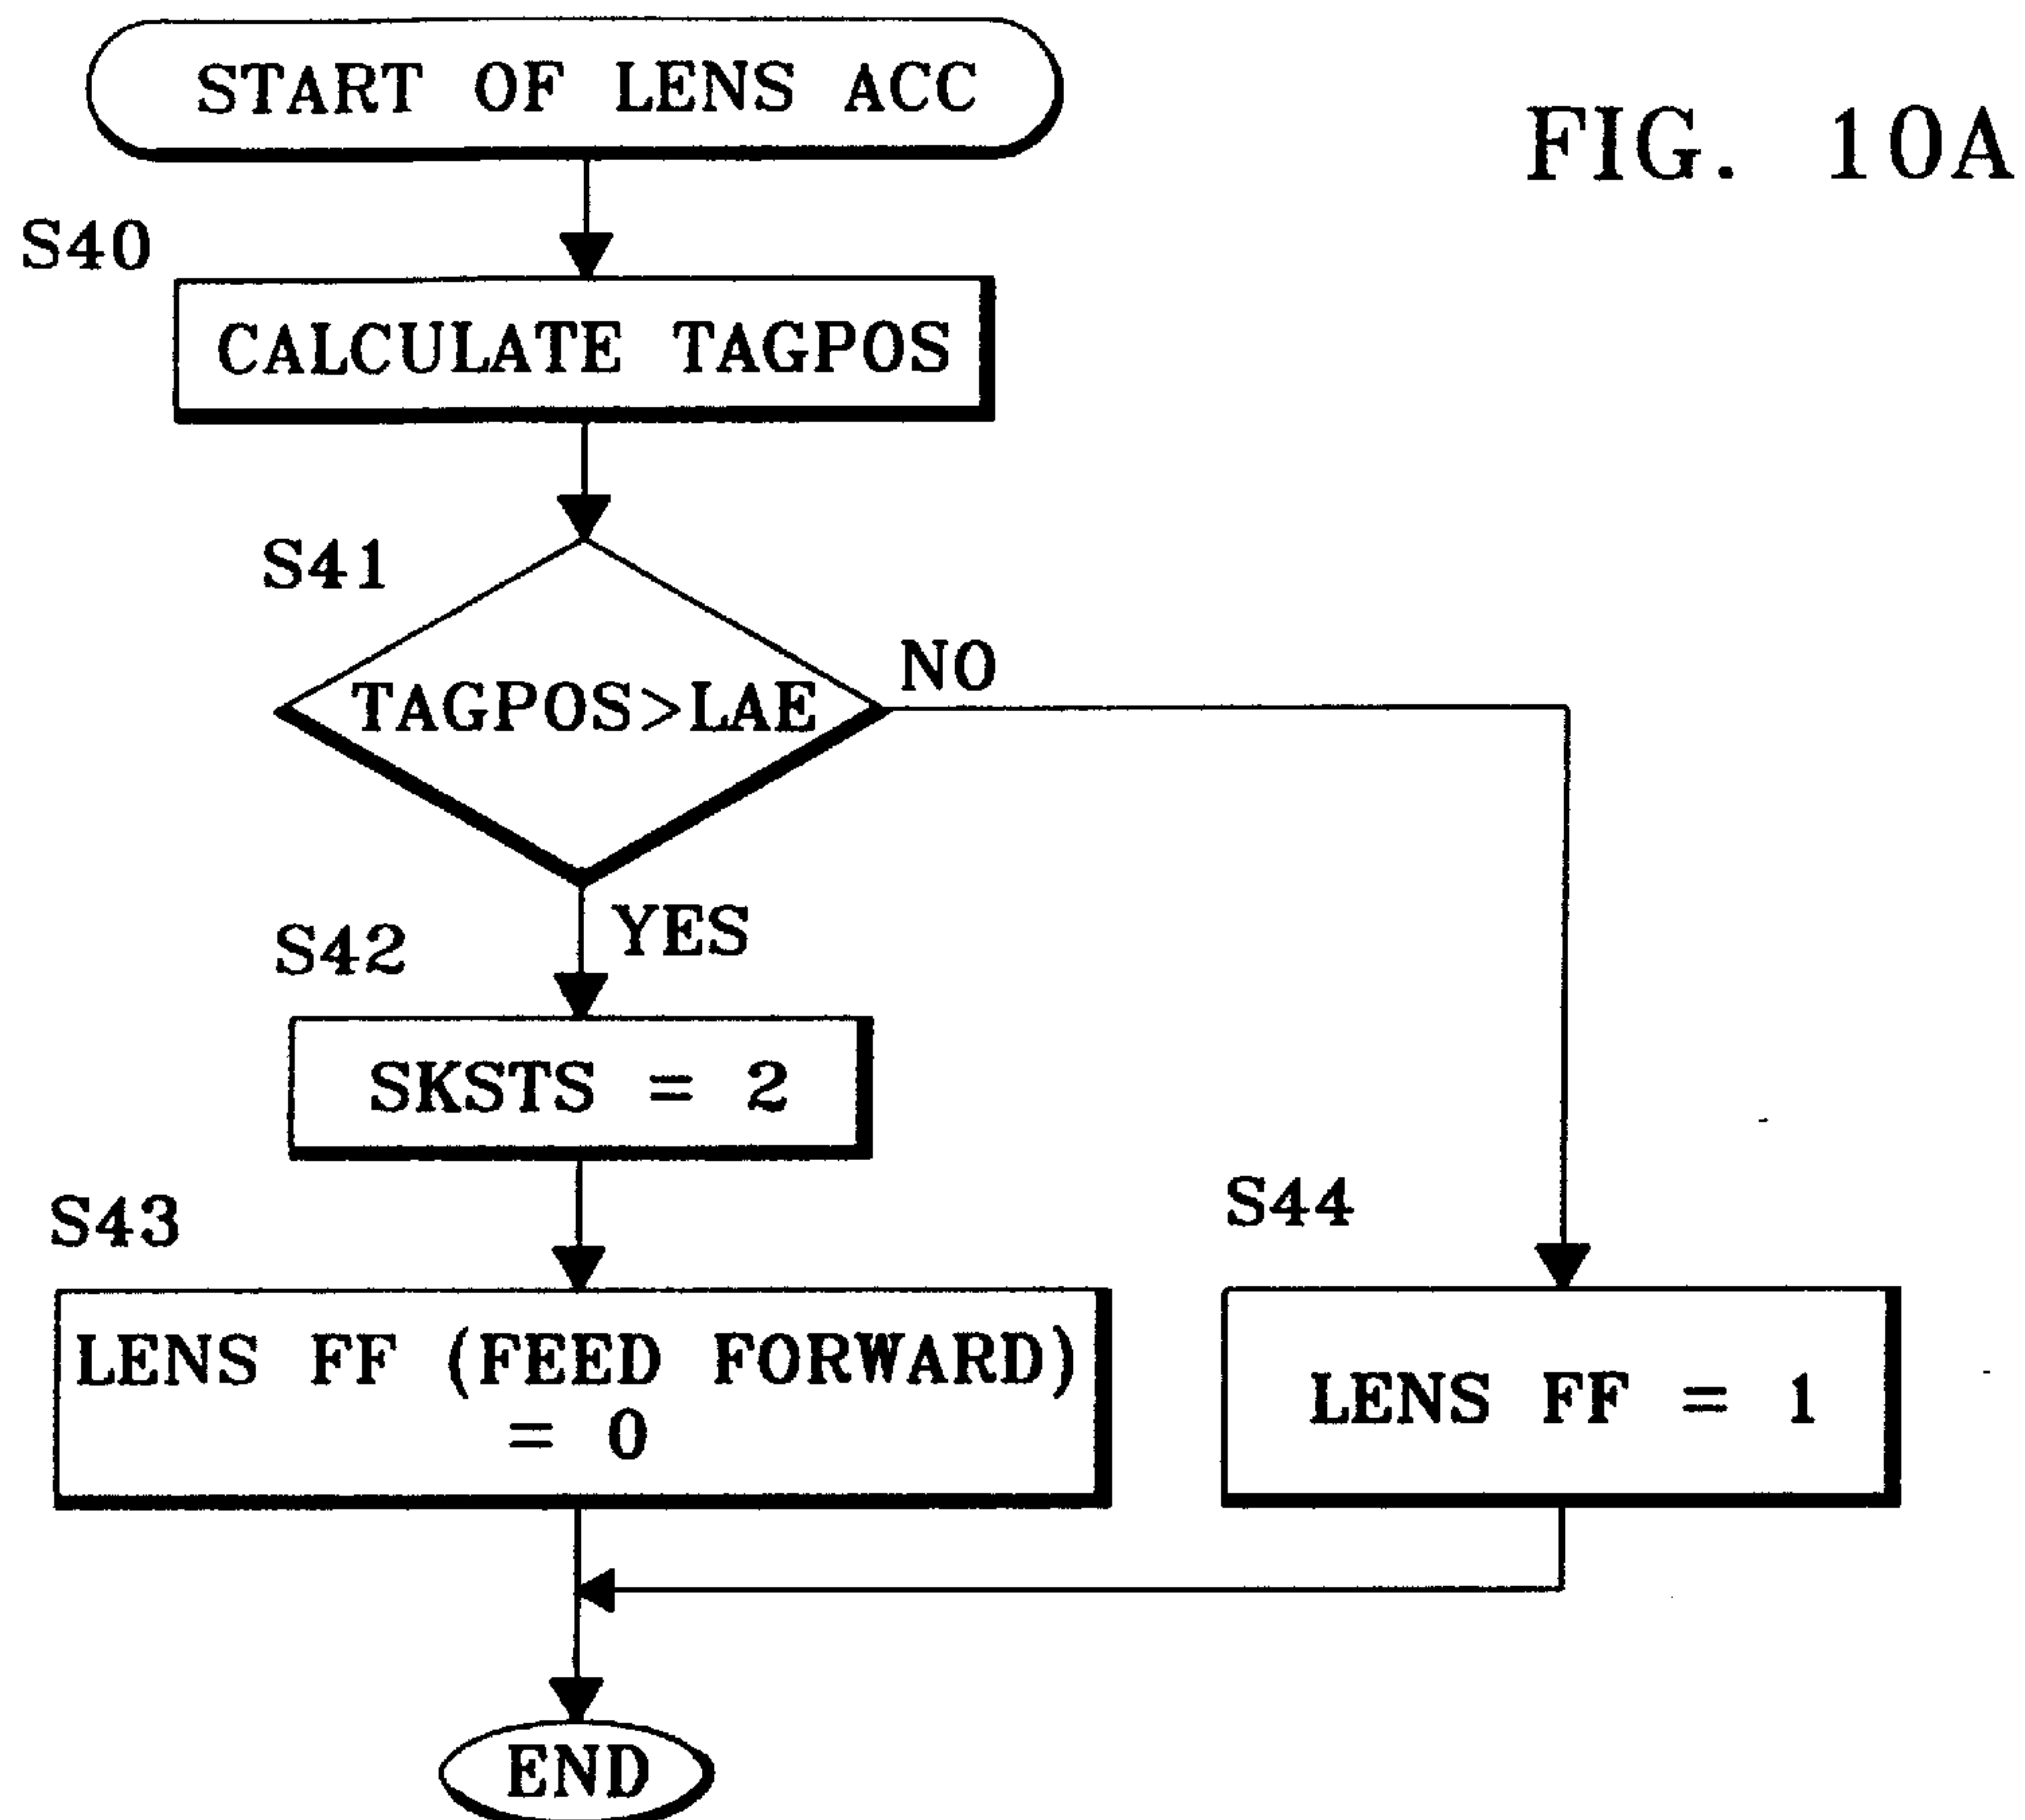 START OF LENS ACC
FIG. 10A
S40
CALCULATE TAGPOS
S41
TAGPOS>LAE
NO
YES
S42
SKSTS = 2
S43
LENS FF (FEED FORWARD)
= 0
S44
LENS FF = 1
END